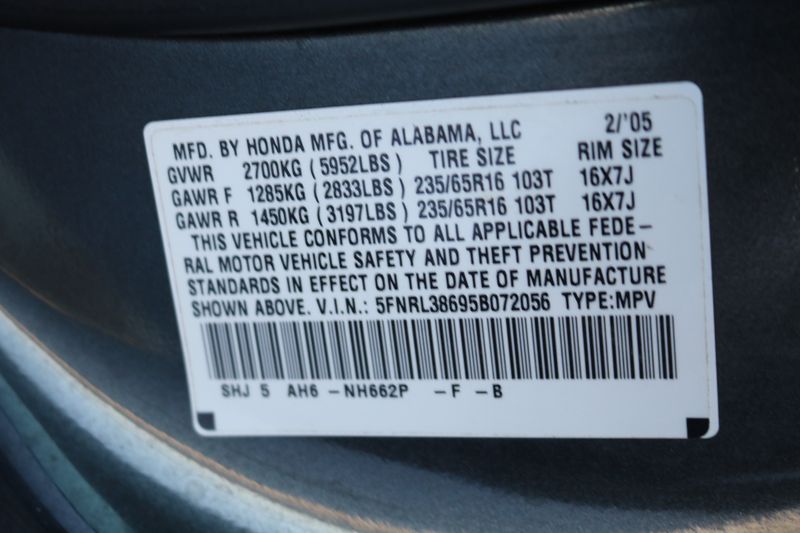 MFD. BY HONDA MFG. OF ALABAMA, LLC 2/'05
GVWR 2700KG (5952LBS) TIRE SIZE RIM SIZE
GAWR F 1285KG (2833LBS) 235/65R16 103T 16X7J
GAWR R 1450KG (3197LBS) 235/65R16 103T 16X7J
THIS VEHICLE CONFORMS TO ALL APPLICABLE FEDE-
RAL MOTOR VEHICLE SAFETY AND THEFT PREVENTION
STANDARDS IN EFFECT ON THE DATE OF MANUFACTURE
SHOWN ABOVE. V.I.N.: 5FNRL38695B072056 TYPE:MPV
SHJ 5 AH6 -NH662P -F -B